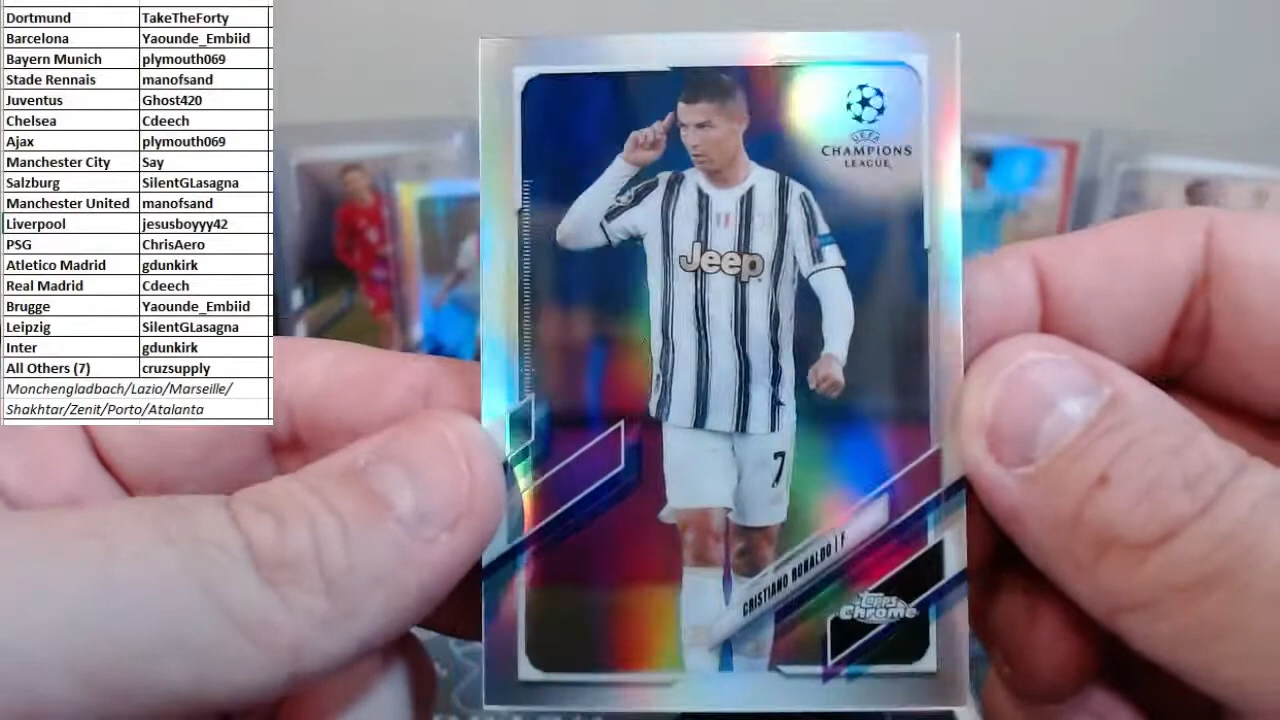 Dortmund TakeTheForty
Barcelona Yaounde_Embiid
Bayern Munich plymouth069
Stade Rennais manofsand
Juventus Ghost420
Chelsea Cdeech
Ajax plymouth069
Manchester City Say
Salzburg SilentGLasagna
Manchester United manofsand
Liverpool jesusboyyy42
PSG ChrisAero
Atletico Madrid gdunkirk
Real Madrid Cdeech
Brugge Yaounde_Embiid
Leipzig SilentGLasagna
Inter gdunkirk
All Others (7) cruzsupply
Monchengladbach/Lazio/Marseille/
Shakhtar/Zenit/Porto/Atalanta
UEFA
CHAMPIONS
LEAGUE
Jeep
7
CRISTIANO RONALDO | F
Topps
Chrome